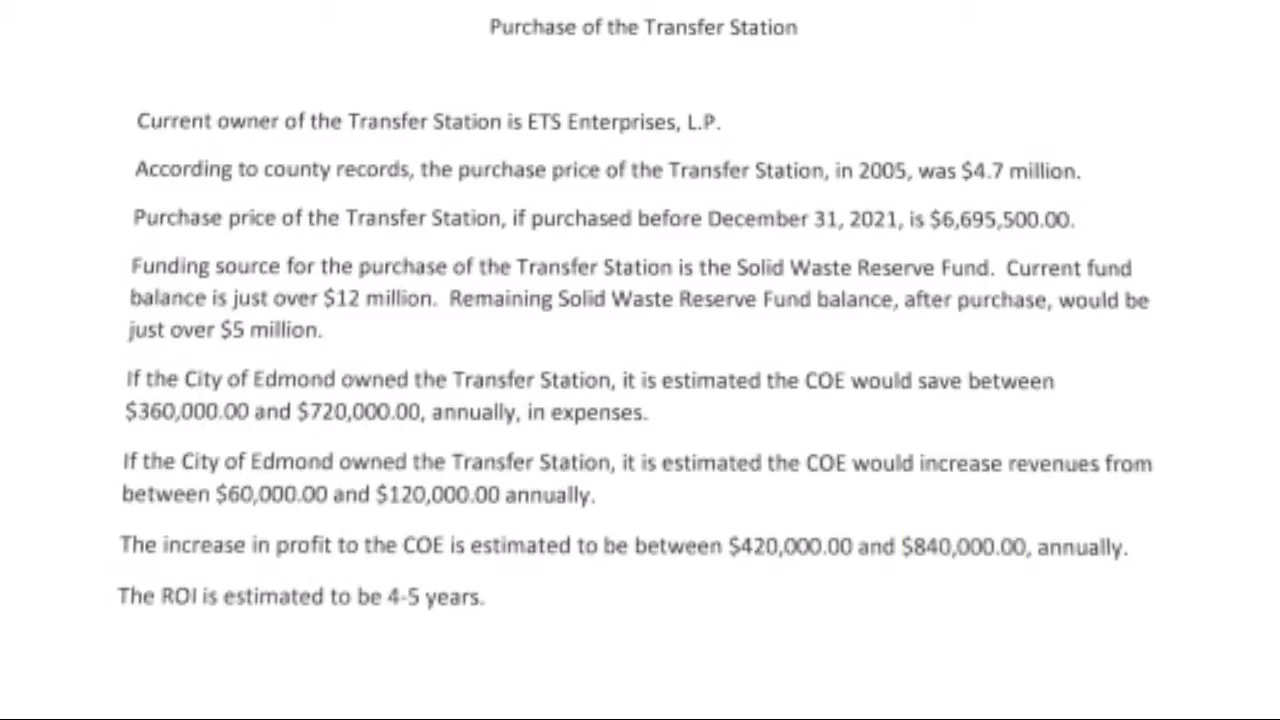 Purchase of the Transfer Station
Current owner of the Transfer Station is ETS Enterprises, L.P.
According to county records, the purchase price of the Transfer Station, in 2005, was $4.7 million.
Purchase price of the Transfer Station, if purchased before December 31, 2021, is $6,695,500.00.
Funding source for the purchase of the Transfer Station is the Solid Waste Reserve Fund. Current fund
balance is just over $12 million. Remaining Solid Waste Reserve Fund balance, after purchase, would be
just over $5 million.
If the City of Edmond owned the Transfer Station, it is estimated the COE would save between
$360,000.00 and $720,000.00, annually, in expenses.
If the City of Edmond owned the Transfer Station, it is estimated the COE would increase revenues from
between $60,000.00 and $120,000.00 annually.
The increase in profit to the COE is estimated to be between $420,000.00 and $840,000.00, annually.
The ROI is estimated to be 4-5 years.